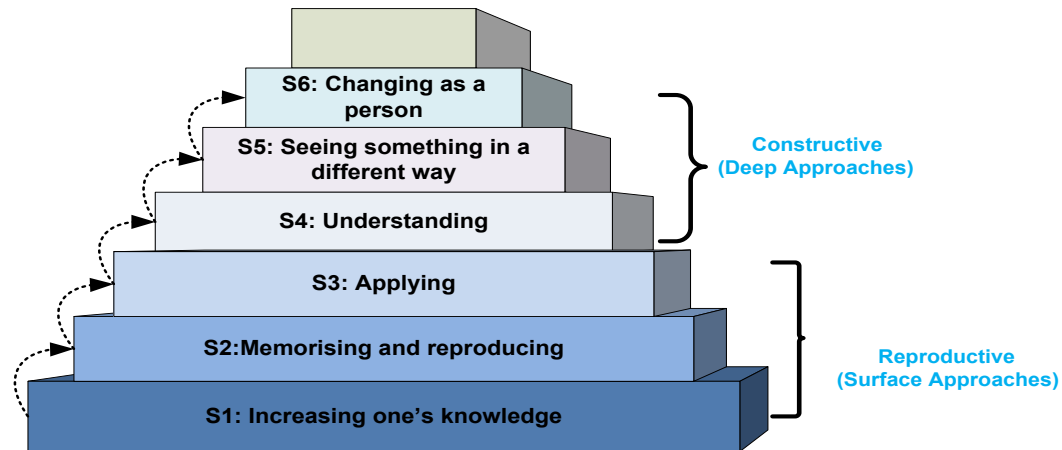 S6: Changing as a
person
S5: Seeing something in a
different way
S4: Understanding
S3: Applying
S2:Memorising and reproducing
S1: Increasing one's knowledge
Constructive
(Deep Approaches)
Reproductive
(Surface Approaches)